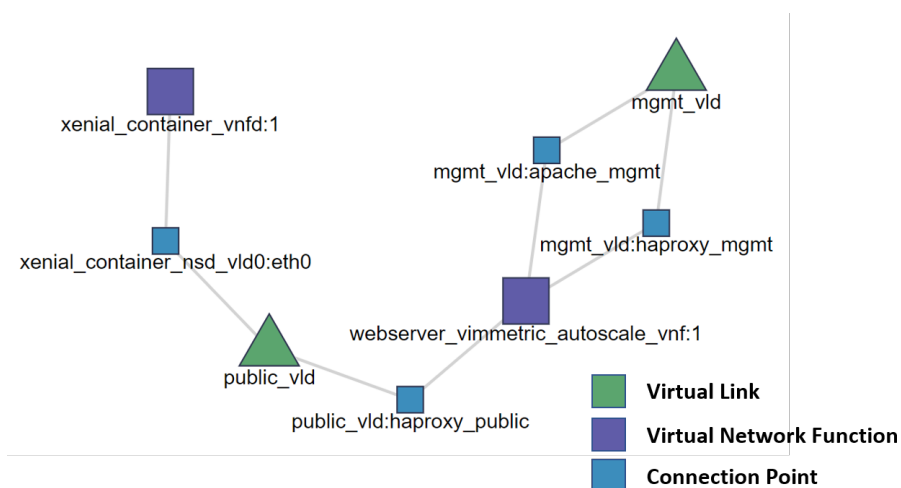 mgmt_vld
xenial_container_vnfd:1
mgmt_vld:apache_mgmt
mgmt_vld:haproxy_mgmt
xenial_container_nsd_vld0:eth0
webserver_vimmetric_autoscale_vnf:1
public_vld
public_vld:haproxy_public
Virtual Link
Virtual Network Function
Connection Point